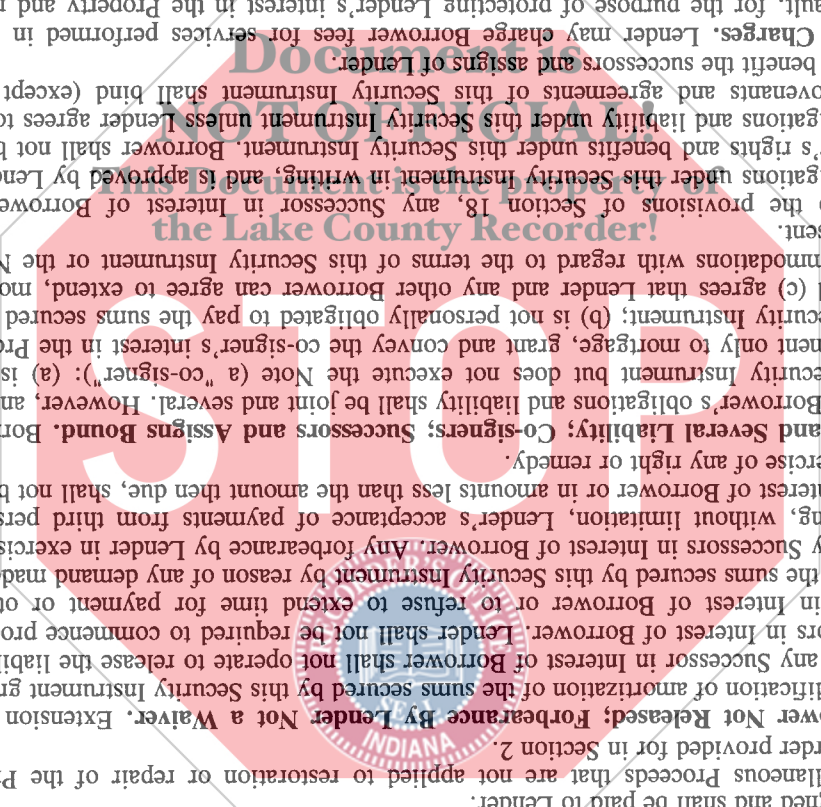 gned and shall be paid to Lender.
llaneous Proceeds that are not applied to restoration or repair of the P
rder provided for in Section 2.
wer Not Released; Forbearance By Lender Not a Waiver. Extension
dification of amortization of the sums secured by this Security Instrument gr
any Successor in Interest of Borrower shall not operate to release the liabili
ors in Interest of Borrower. Lender shall not be required to commence pro
in Interest of Borrower or to refuse to extend time for payment or ot
the sums secured by this Security Instrument by reason of any demand made
y Successors in Interest of Borrower. Any forbearance by Lender in exercis
ng, without limitation, Lender's acceptance of payments from third pers
nterest of Borrower or in amounts less than the amount then due, shall not b
ercise of any right or remedy.
and Several Liability; Co-signers; Successors and Assigns Bound. Bor
Borrower's obligations and liability shall be joint and several. However, an
ecurity Instrument but does not execute the Note (a "co-signer"): (a) is
ment only to mortgage, grant and convey the co-signer's interest in the Pro
ecurity Instrument; (b) is not personally obligated to pay the sums secured
(c) agrees that Lender and any other Borrower can agree to extend, mo
mmodations with regard to the terms of this Security Instrument or the N
sent.
o the provisions of Section 18, any Successor in Interest of Borrowe
igations under this Security Instrument in writing, and is approved by Lend
's rights and benefits under this Security Instrument. Borrower shall not b
gations and liability under this Security Instrument unless Lender agrees to
ovenants and agreements of this Security Instrument shall bind (except
benefit the successors and assigns of Lender.
Charges. Lender may charge Borrower fees for services performed in
fault, for the purpose of protecting Lender's interest in the Property and
Document is
NOT OFFICIAL!
This Document is the property of
the Lake County Recorder!
STOP
RECORDER'S OFFICE
SEAL
INDIANA